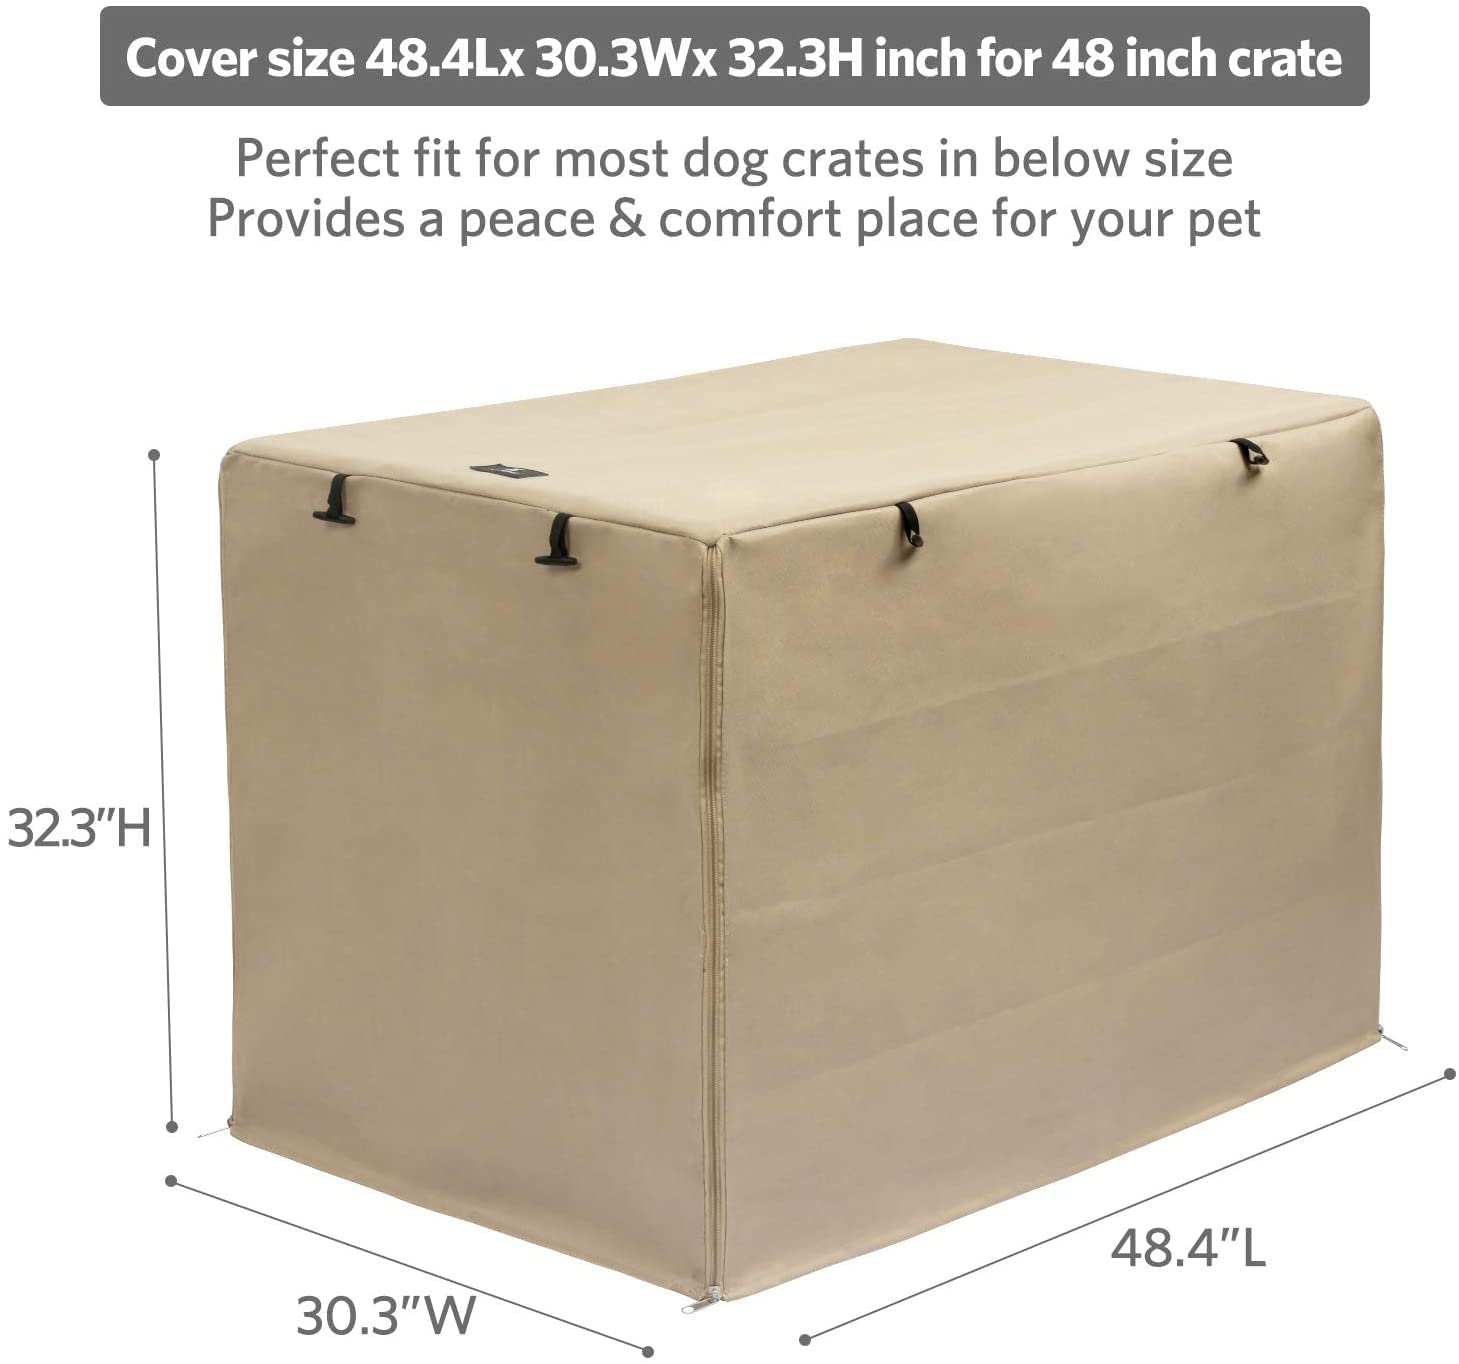 Cover size 48.4Lx 30.3Wx 32.3H inch for 48 inch crate
Perfect fit for most dog crates in below size
Provides a peace & comfort place for your pet
32.3"H
30.3"W
48.4"L